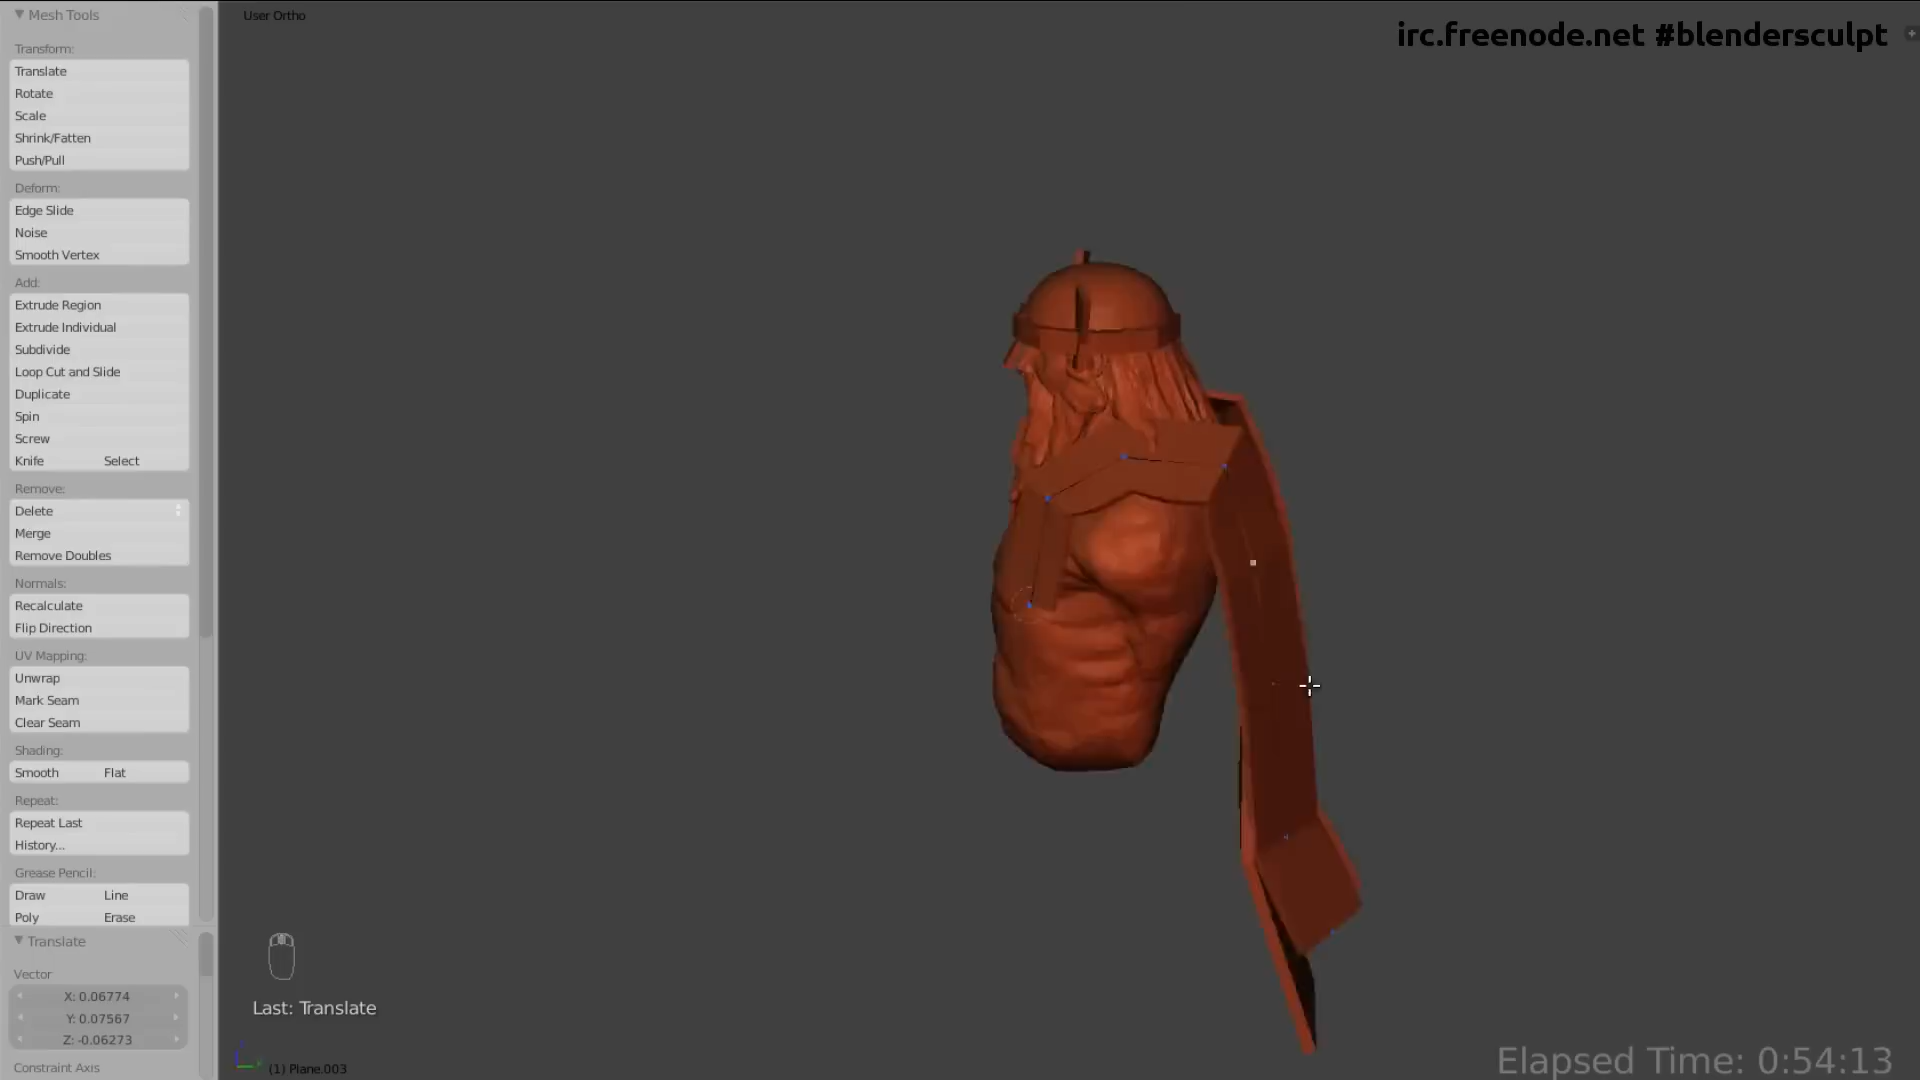 Mesh Tools
User Ortho
irc.freenode.net #blendersculpt
Transform:
Translate
Rotate
Scale
Shrink/Fatten
Push/Pull
Deform:
Edge Slide
Noise
Smooth Vertex
Add:
Extrude Region
Extrude Individual
Subdivide
Loop Cut and Slide
Duplicate
Spin
Screw
Knife Select
Remove:
Delete
Merge
Remove Doubles
Normals:
Recalculate
Flip Direction
UV Mapping:
Unwrap
Mark Seam
Clear Seam
Shading:
Smooth Flat
Repeat:
Repeat Last
History...
Grease Pencil:
Draw Line
Poly Erase
Translate
Vector
X: 0.06774
Y: 0.07567
Z: -0.06273
Constraint Axis
Last: Translate
(1) Plane.003
Elapsed Time: 0:54:13